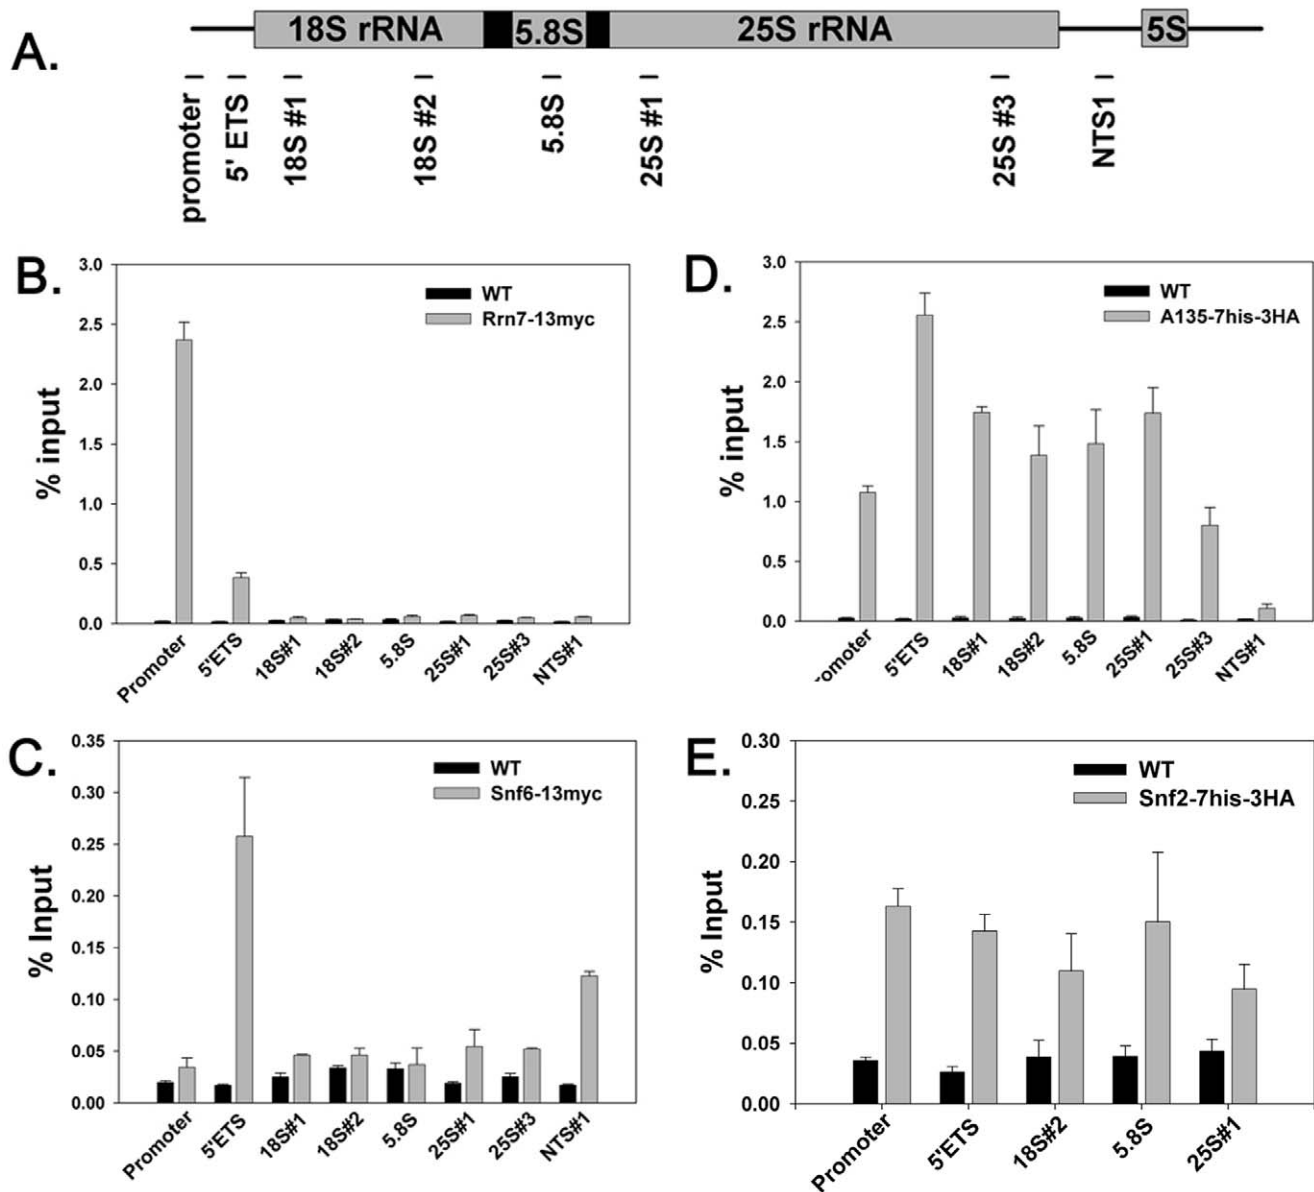 A.
18S rRNA 5.8S 25S rRNA 5S
promoter 5' ETS 18S #1 18S #2 5.8S 25S #1 25S #3 NTS1
B.
% input
3.0
2.5
2.0
1.5
1.0
0.5
0.0
WT
Rrn7-13myc
Promoter 5'ETS 18S#1 18S#2 5.8S 25S#1 25S#3 NTS#1
D.
% input
3.0
2.5
2.0
1.5
1.0
0.5
0.0
WT
A135-7his-3HA
romoter 5'ETS 18S#1 18S#2 5.8S 25S#1 25S#3 NTS#1
C.
% Input
0.35
0.30
0.25
0.20
0.15
0.10
0.05
0.00
WT
Snf6-13myc
Promoter 5'ETS 18S#1 18S#2 5.8S 25S#1 25S#3 NTS#1
E.
% Input
0.30
0.25
0.20
0.15
0.10
0.05
0.00
WT
Snf2-7his-3HA
Promoter 5'ETS 18S#2 5.8S 25S#1